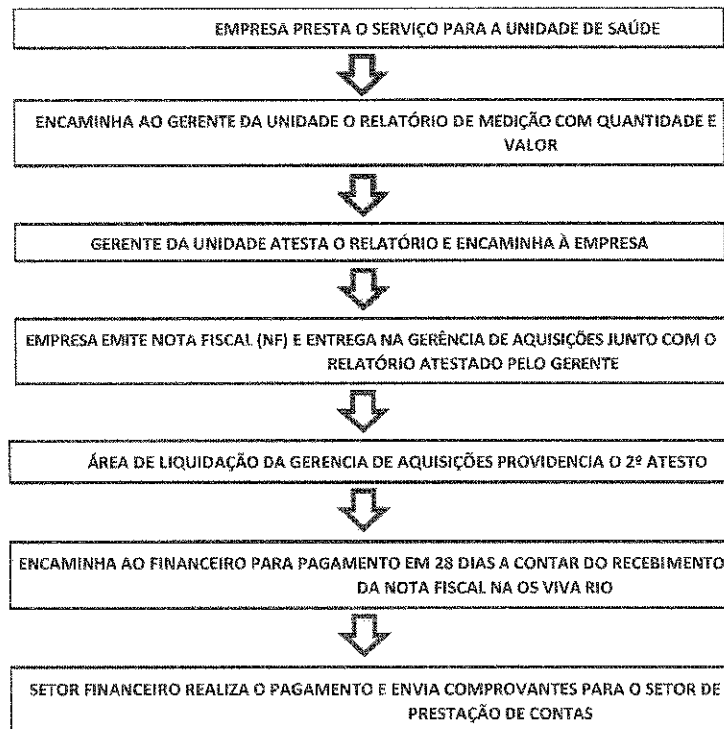 EMPRESA PRESTA O SERVIÇO PARA A UNIDADE DE SAÚDE
ENCAMINHA AO GERENTE DA UNIDADE O RELATÓRIO DE MEDIÇÃO COM QUANTIDADE E
VALOR
GERENTE DA UNIDADE ATESTA O RELATÓRIO E ENCAMINHA À EMPRESA
EMPRESA EMITE NOTA FISCAL (NF) E ENTREGA NA GERÊNCIA DE AQUISIÇÕES JUNTO COM O
RELATÓRIO ATESTADO PELO GERENTE
ÁREA DE LIQUIDAÇÃO DA GERENCIA DE AQUISIÇÕES PROVIDENCIA O 2º ATESTO
ENCAMINHA AO FINANCEIRO PARA PAGAMENTO EM 28 DIAS A CONTAR DO RECEBIMENTO
DA NOTA FISCAL NA OS VIVA RIO
SETOR FINANCEIRO REALIZA O PAGAMENTO E ENVIA COMPROVANTES PARA O SETOR DE
PRESTAÇÃO DE CONTAS